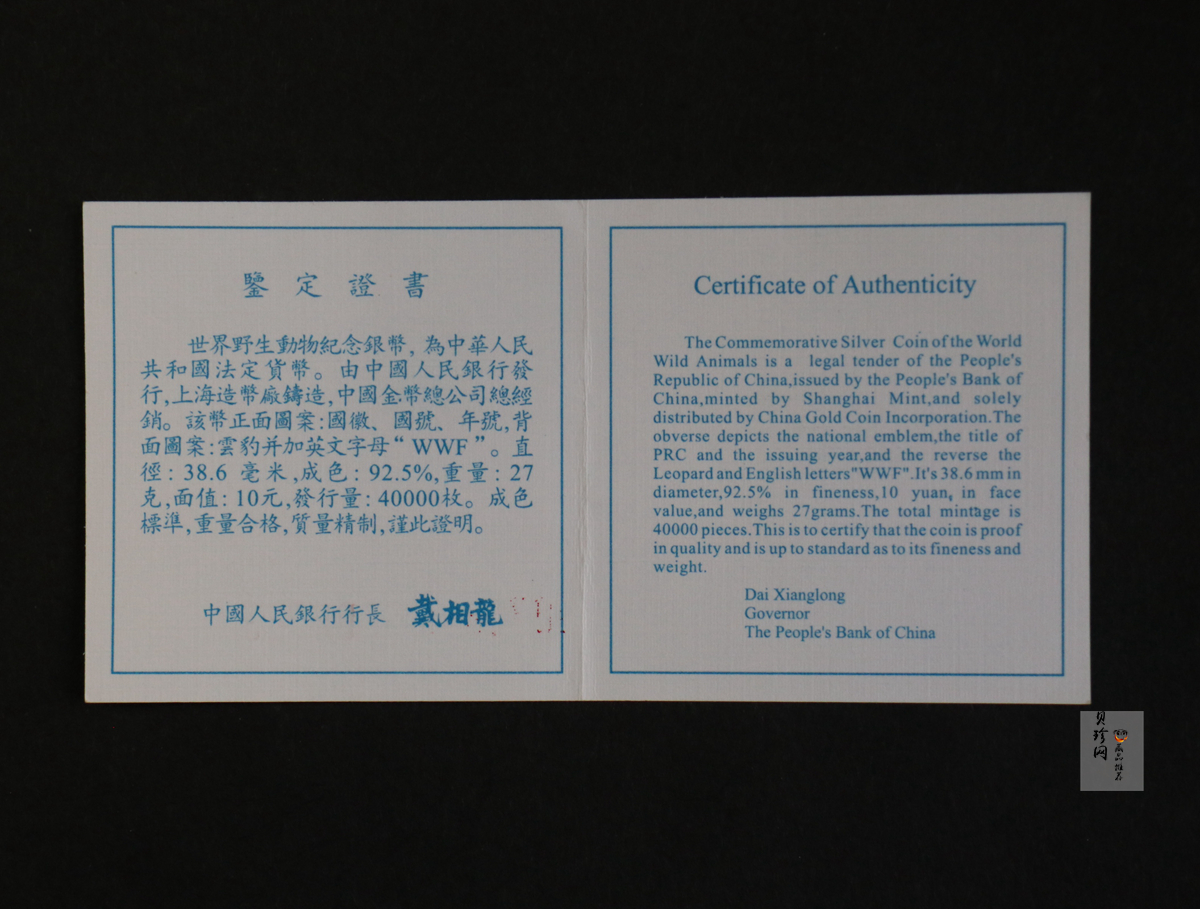 鑒定證書
世界野生動物紀念銀幣,為中華人民
共和國法定貨幣。由中國人民銀行發
行,上海造幣廠鑄造,中國金幣總公司總經
銷。該幣正面圖案:國徽、國號、年號,背
面圖案:雲豹并加英文字母“WWF”。直
徑:38.6毫米,成色:92.5%,重量:27
克,面值:10元,發行量:40000枚。成色
標準,重量合格,質量精制,謹此證明。
中國人民銀行行長 戴相龍
Certificate of Authenticity
The Commemorative Silver Coin of the World
Wild Animals is a legal tender of the People's
Republic of China,issued by the People's Bank of
China,minted by Shanghai Mint,and solely
distributed by China Gold Coin Incorporation.The
obverse depicts the national emblem,the title of
PRC and the issuing year,and the reverse the
Leopard and English letters"WWF".It's 38.6 mm in
diameter,92.5% in fineness,10 yuan, in face
value,and weighs 27grams.The total mintage is
40000 pieces.This is to certify that the coin is proof
in quality and is up to standard as to its fineness and
weight.
Dai Xianglong
Governor
The People's Bank of China
贝珍网
藏品推荐